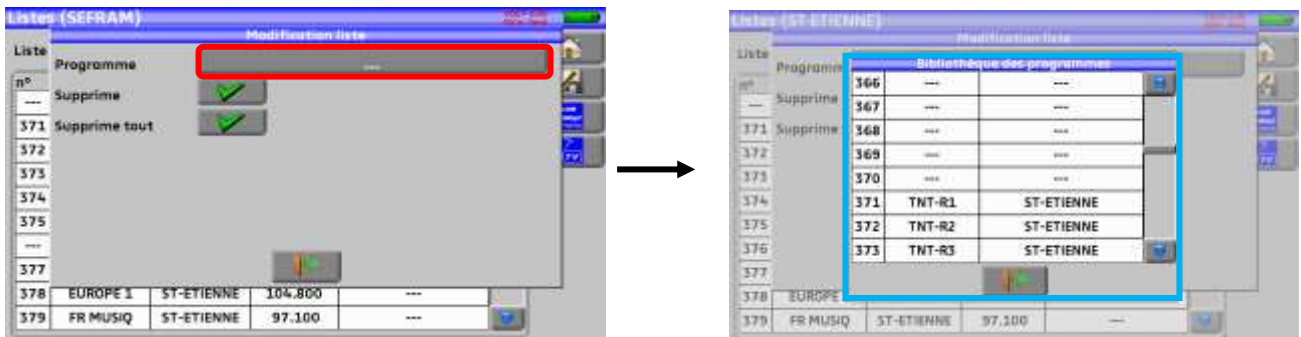 Listes (SEFRAM)
Modification liste
Liste
Programme
---
n°
Supprime
---
371 Supprime tout
372
373
374
375
---
377
378 EUROPE 1 ST-ETIENNE 104.800 ---
379 FR MUSIQ ST-ETIENNE 97.100 ---
Listes (ST ETIENNE)
Modification liste
Liste
Programme
Bibliothèque des programmes
n°
366 --- ---
--- Supprime
367 --- ---
371 Supprime
368 --- ---
372
369 --- ---
373
370 --- ---
374
371 TNT-R1 ST-ETIENNE
375
372 TNT-R2 ST-ETIENNE
376
373 TNT-R3 ST-ETIENNE
377
378 EUROPE
379 FR MUSIQ ST-ETIENNE 97.100 ---
TV